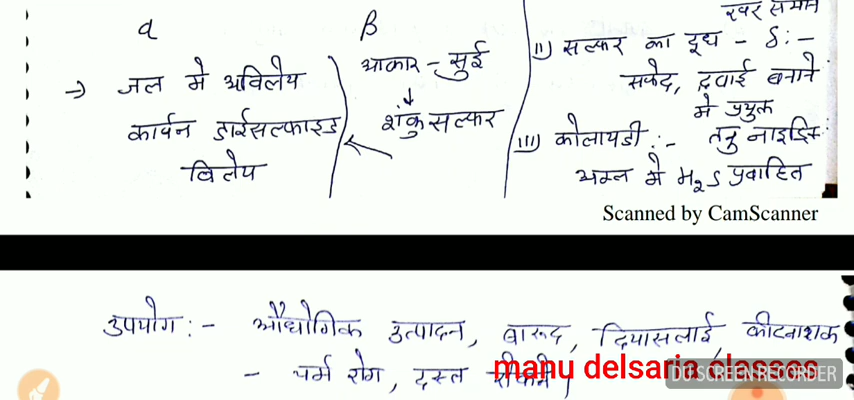 रबर समान
α
β
→ जल मे अविलेय
कार्बन डाईसल्फाइड
विलेय
आकार - सुई
↓
शंकु सल्फर
II) सल्फर का दूध - δ :-
सफेद, दवाई बनाने
मे प्रयुक्त
III) कोलायडी :- तनु नाइट्रिक
अम्ल मे H₂S प्रवाहित
Scanned by CamScanner
उपयोग :- औधोगिक उत्पादन, बारूद, दियासलाई, कीटनाशक
- चर्म रोग, दस्त रोकने।
manu delsaria classes
DU SCREEN RECORDER